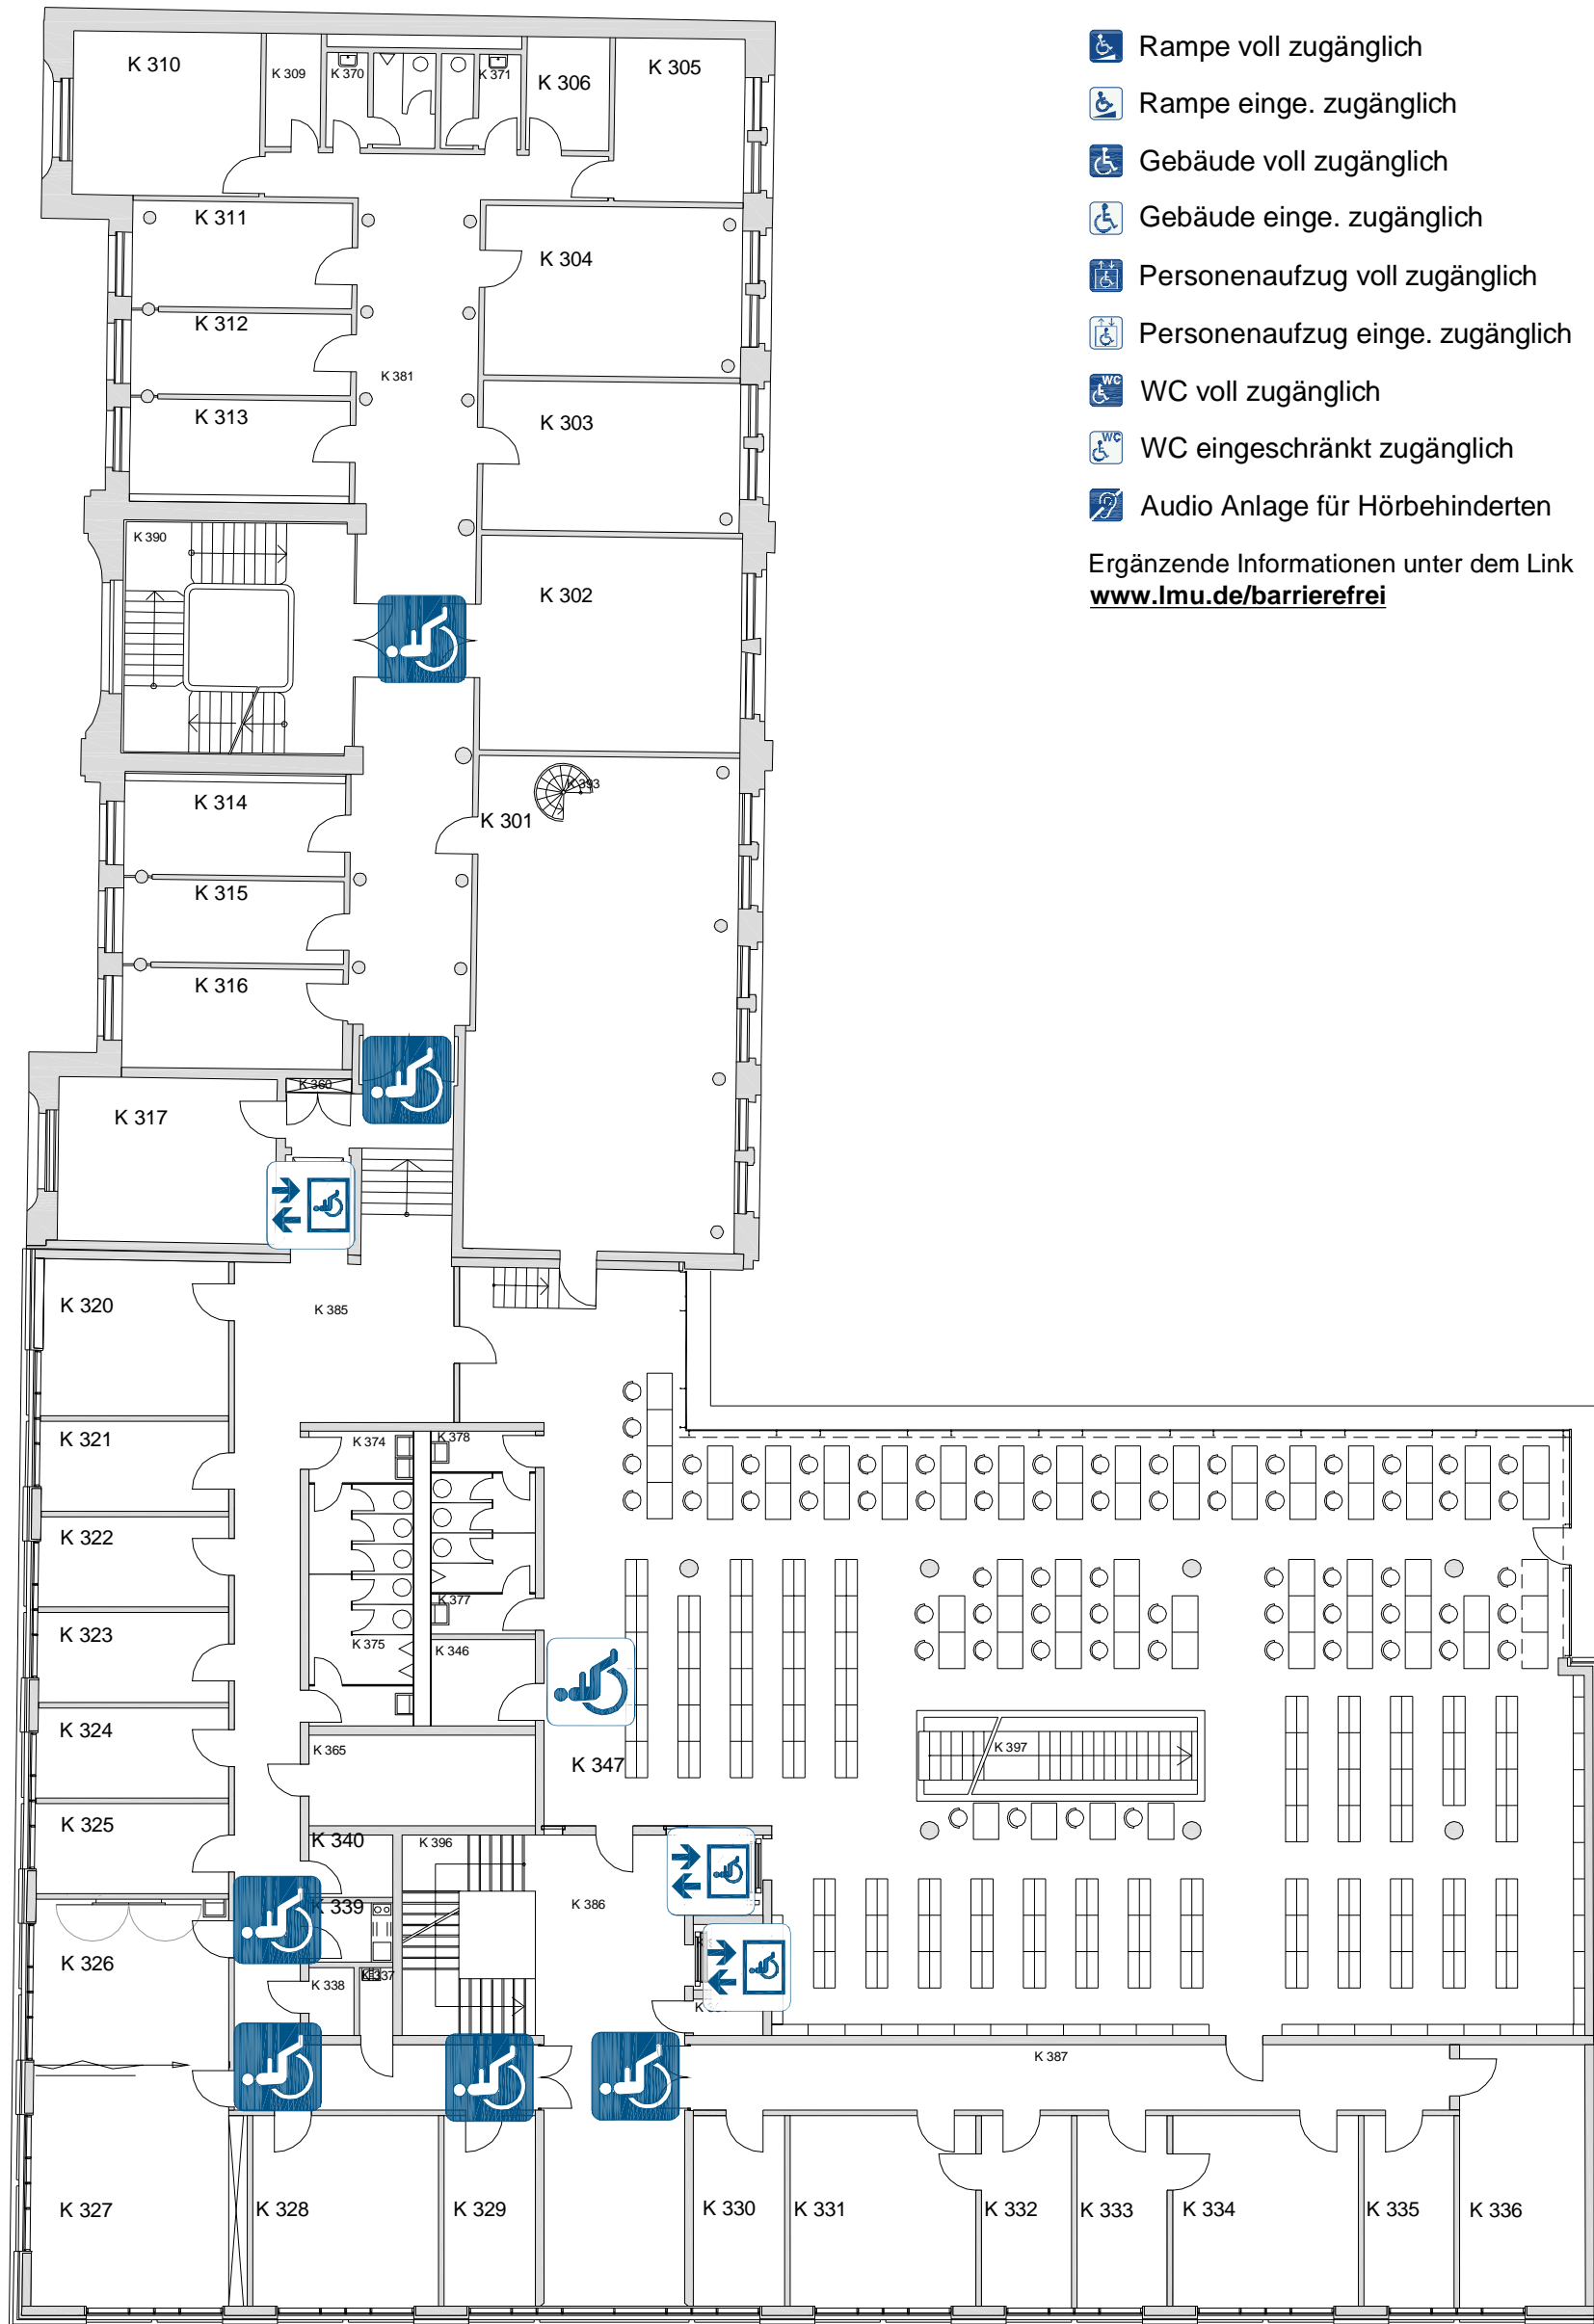 Rampe voll zugänglich
Rampe einge. zugänglich
Gebäude voll zugänglich
Gebäude einge. zugänglich
Personenaufzug voll zugänglich
Personenaufzug einge. zugänglich
WC
WC voll zugänglich
WC
WC eingeschränkt zugänglich
Audio Anlage für Hörbehinderten
Ergänzende Informationen unter dem Link
www.lmu.de/barrierefrei
K 310
K 309
K 370
K 371
K 306
K 305
K 311
K 304
K 312
K 381
K 313
K 303
K 390
K 302
K 314
K 393
K 301
K 315
K 316
K 360
K 317
K 320
K 385
K 321
K 374
K 378
K 322
K 377
K 323
K 375
K 346
K 324
K 365
K 347
K 397
K 325
K 340
K 396
K 339
K 386
K 326
K 338
K 337
K 387
K 327
K 328
K 329
K 330
K 331
K 332
K 333
K 334
K 335
K 336